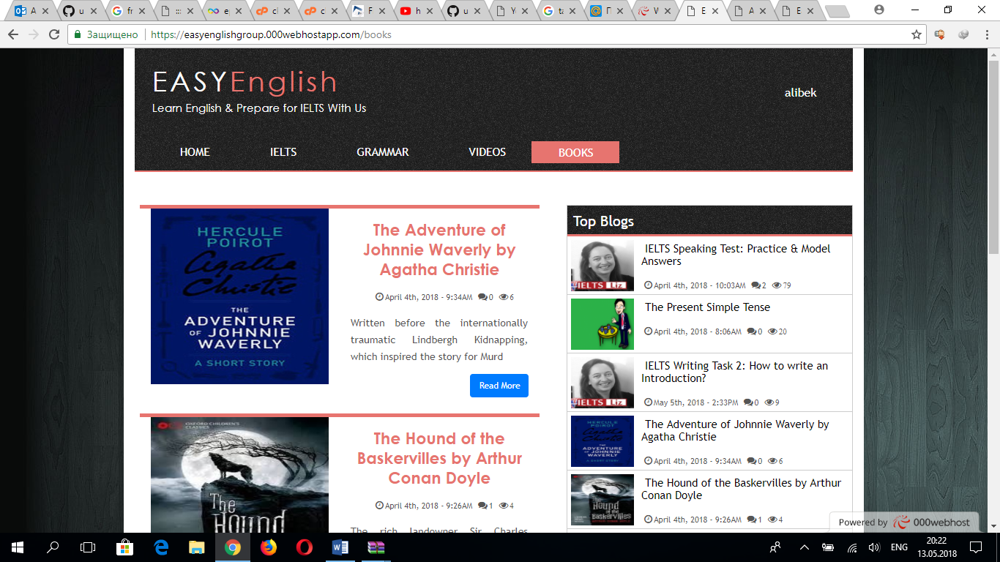 A
u
fr
:::
e
cl
c
F
h
u
Y
ta
П
V
E
A
E
Защищено
https://easyenglishgroup.000webhostapp.com/books
EASYEnglish
Learn English & Prepare for IELTS With Us
alibek
HOME IELTS GRAMMAR VIDEOS BOOKS
HERCULE
POIROT
Agatha
Christie
THE
ADVENTURE
OF JOHNNIE
WAVERLY
A SHORT STORY
The Adventure of
Johnnie Waverly by
Agatha Christie
April 4th, 2018 - 9:34AM 0 6
Written before the internationally
traumatic Lindbergh Kidnapping,
which inspired the story for Murd
Read More
OXFORD CHILDREN'S
CLASSICS
The
Hound
The Hound of the
Baskervilles by Arthur
Conan Doyle
April 4th, 2018 - 9:26AM 1 4
The rich landowner Sir Charles
Top Blogs
IELTS Liz
IELTS Speaking Test: Practice & Model
Answers
April 4th, 2018 - 10:03AM 2 79
The Present Simple Tense
April 4th, 2018 - 8:06AM 0 20
IELTS Liz
IELTS Writing Task 2: How to write an
Introduction?
May 5th, 2018 - 2:33PM 0 9
HERCULE
POIROT
Agatha
Christie
THE
ADVENTURE
OF JOHNNIE
WAVERLY
The Adventure of Johnnie Waverly by
Agatha Christie
April 4th, 2018 - 9:34AM 0 6
The
Hound
of the
Baskervilles
The Hound of the Baskervilles by Arthur
Conan Doyle
April 4th, 2018 - 9:26AM 1 4
Powered by 000webhost
ENG
20:22
13.05.2018